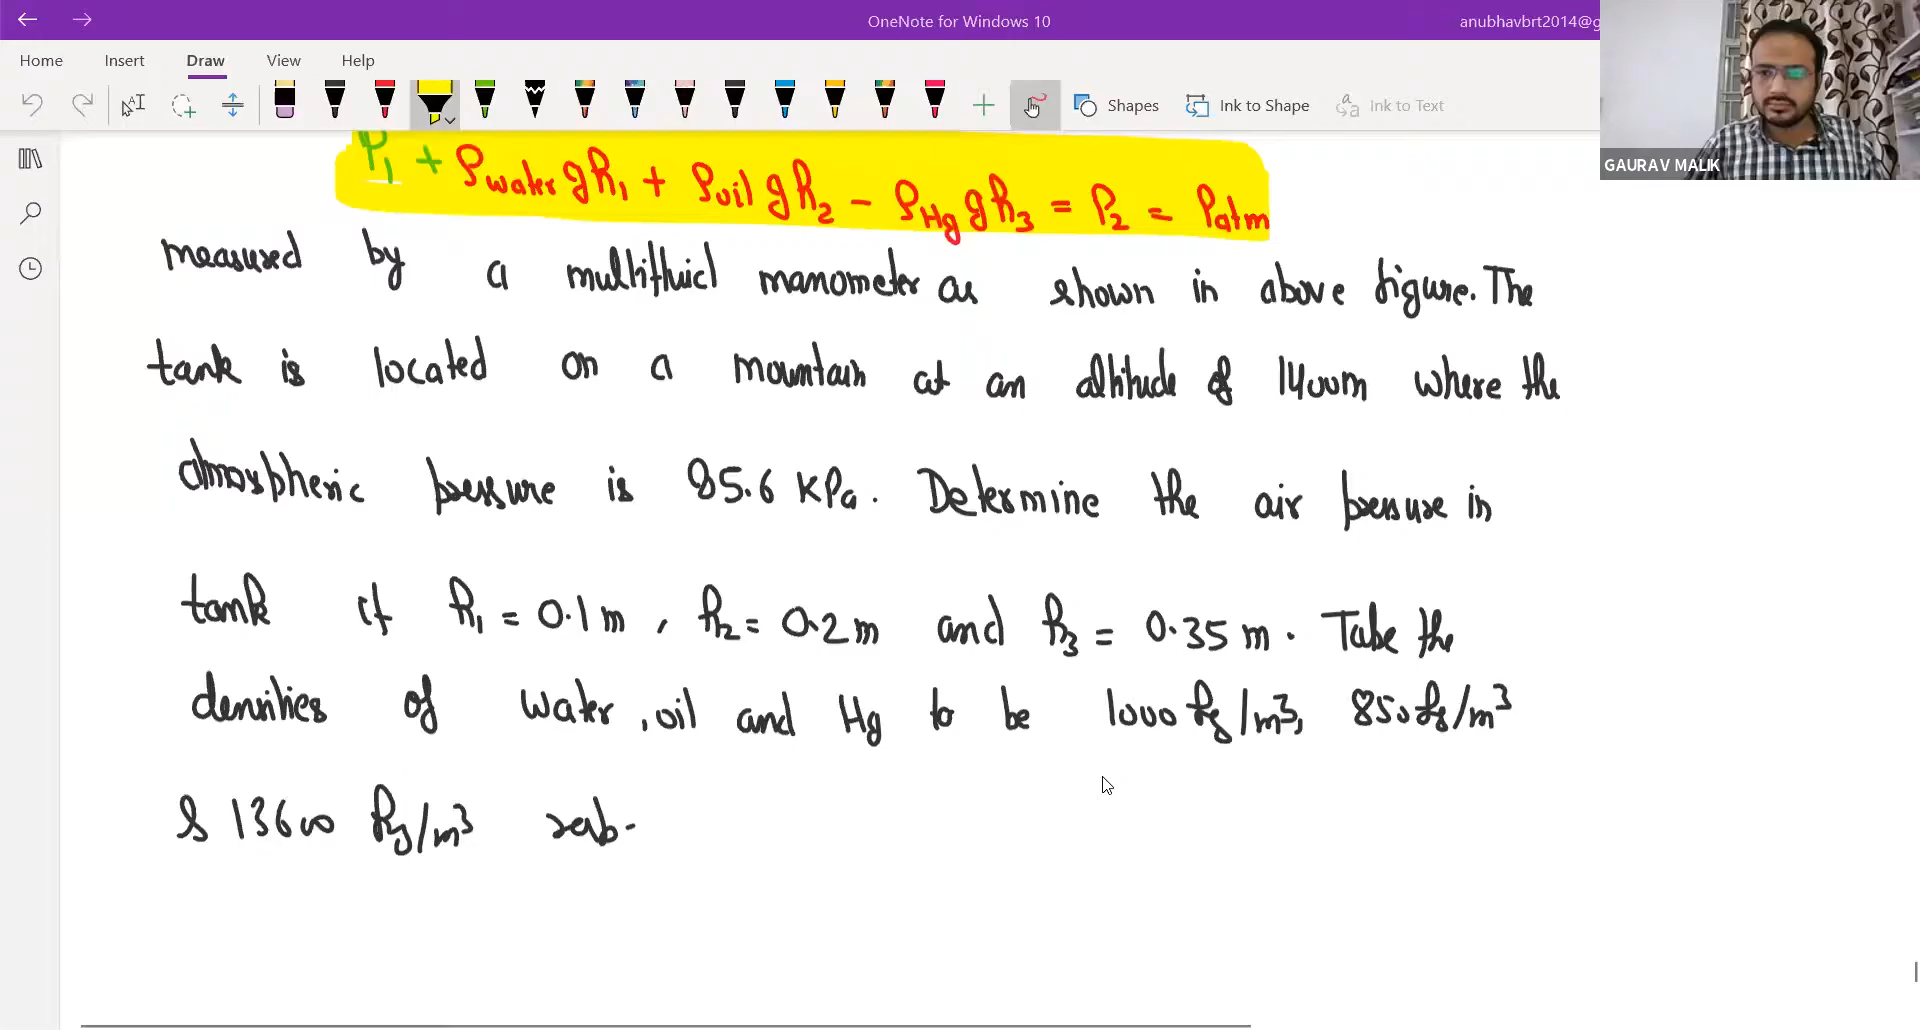 OneNote for Windows 10
anubhavbrt2014@g
Home Insert Draw View Help
Shapes Ink to Shape Ink to Text
GAURAV MALIK
P₁ + ρwater gh₁ + ρoil gh₂ - ρHg gh₃ = P₂ = Patm
measured by a multifluid manometer as shown in above figure. The
tank is located on a mountain at an altitude of 1400m where the
atmospheric pressure is 85.6 KPa. Determine the air pressure in
tank if h₁ = 0.1 m, h₂ = 0.2 m and h₃ = 0.35 m. Take the
densities of water, oil and Hg to be 1000 kg/m³, 850 kg/m³
& 13600 kg/m³ resb.